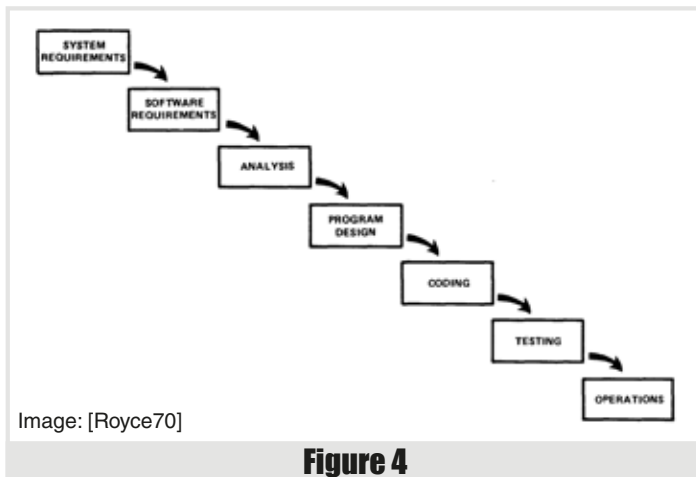 SYSTEM
REQUIREMENTS
SOFTWARE
REQUIREMENTS
ANALYSIS
PROGRAM
DESIGN
CODING
TESTING
OPERATIONS
Image: [Royce70]
Figure 4